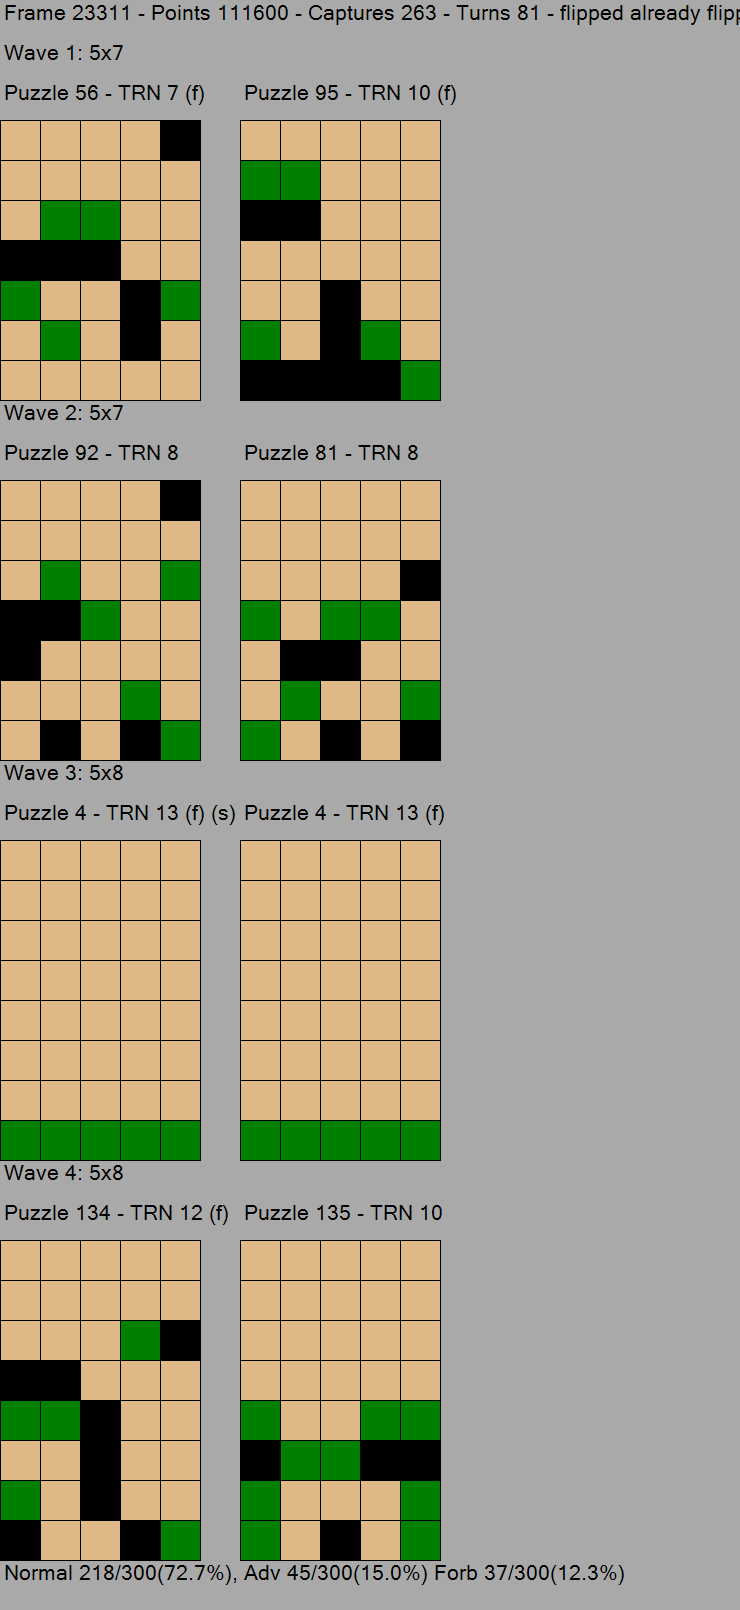 Frame 23311 - Points 111600 - Captures 263 - Turns 81 - flipped already
Wave 1: 5x7
Puzzle 56 - TRN 7 (f) Puzzle 95 - TRN 10 (f)
Wave 2: 5x7
Puzzle 92 - TRN 8 Puzzle 81 - TRN 8
Wave 3: 5x8
Puzzle 4 - TRN 13 (f) (s) Puzzle 4 - TRN 13 (f)
Wave 4: 5x8
Puzzle 134 - TRN 12 (f) Puzzle 135 - TRN 10
Normal 218/300(72.7%), Adv 45/300(15.0%) Forb 37/300(12.3%)